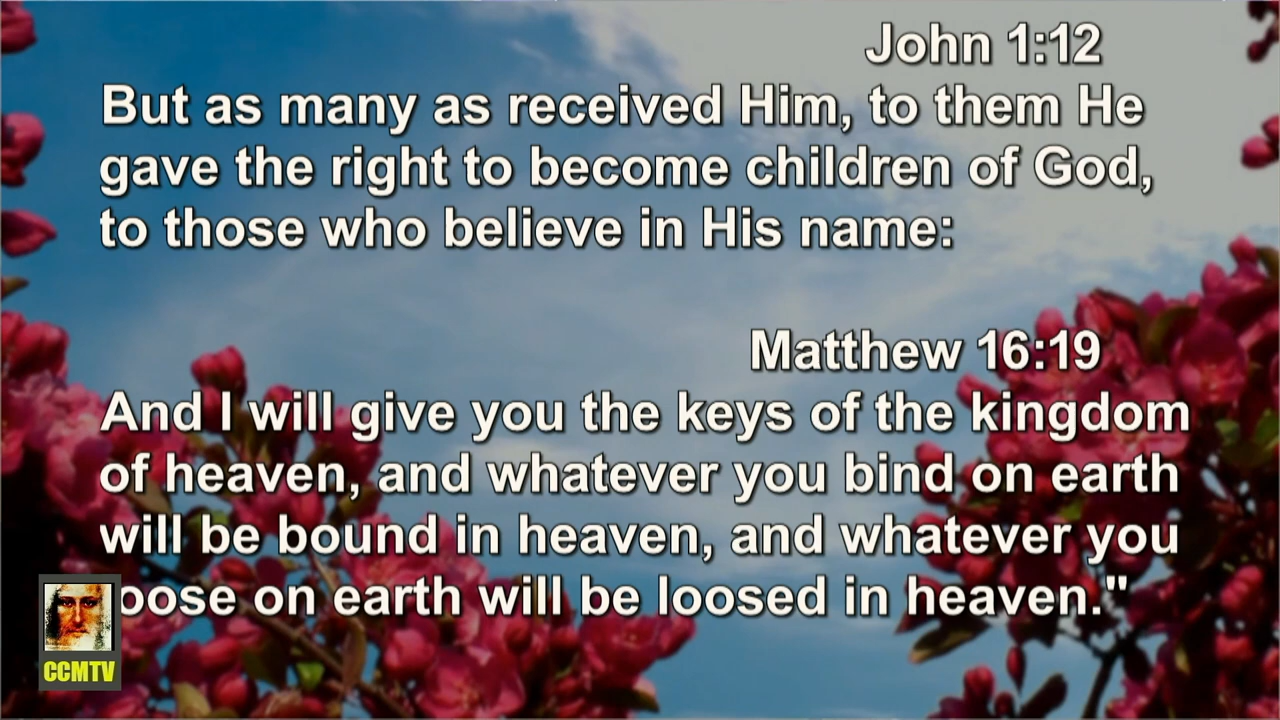 John 1:12
But as many as received Him, to them He
gave the right to become children of God,
to those who believe in His name:
Matthew 16:19
And I will give you the keys of the kingdom
of heaven, and whatever you bind on earth
will be bound in heaven, and whatever you
oose on earth will be loosed in heaven."
CCMTV